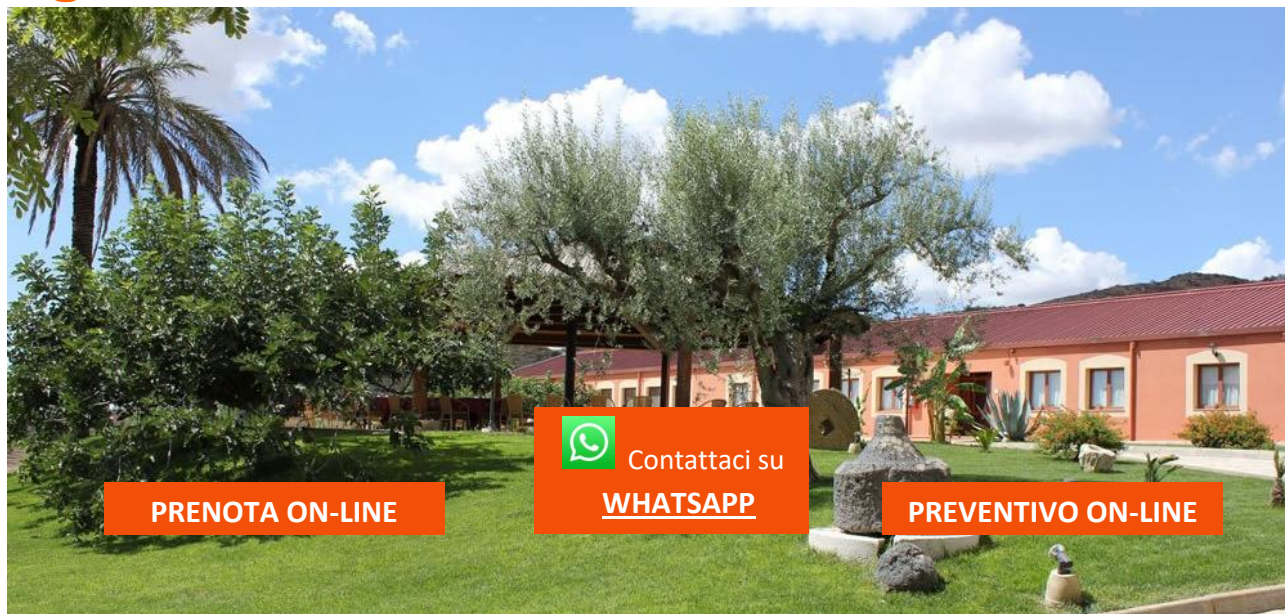 Contattaci su
WHATSAPP
PRENOTA ON-LINE
PREVENTIVO ON-LINE